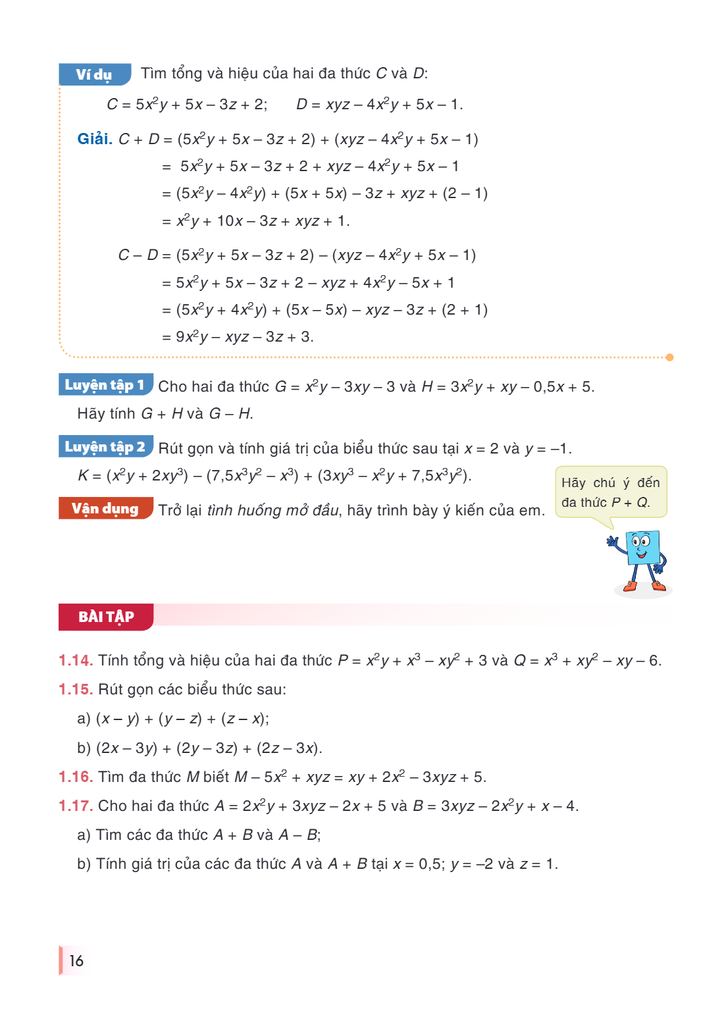 Ví dụ Tìm tổng và hiệu của hai đa thức C và D:
C = 5x²y + 5x – 3z + 2; D = xyz – 4x²y + 5x – 1.
Giải. C + D = (5x²y + 5x – 3z + 2) + (xyz – 4x²y + 5x – 1)
= 5x²y + 5x – 3z + 2 + xyz – 4x²y + 5x – 1
= (5x²y – 4x²y) + (5x + 5x) – 3z + xyz + (2 – 1)
= x²y + 10x – 3z + xyz + 1.
C – D = (5x²y + 5x – 3z + 2) – (xyz – 4x²y + 5x – 1)
= 5x²y + 5x – 3z + 2 – xyz + 4x²y – 5x + 1
= (5x²y + 4x²y) + (5x – 5x) – xyz – 3z + (2 + 1)
= 9x²y – xyz – 3z + 3.
Luyện tập 1 Cho hai đa thức G = x²y – 3xy – 3 và H = 3x²y + xy – 0,5x + 5.
Hãy tính G + H và G – H.
Luyện tập 2 Rút gọn và tính giá trị của biểu thức sau tại x = 2 và y = –1.
K = (x²y + 2xy³) – (7,5x³y² – x³) + (3xy³ – x²y + 7,5x³y²).
Vận dụng Trở lại tình huống mở đầu, hãy trình bày ý kiến của em.
Hãy chú ý đến
đa thức P + Q.
BÀI TẬP
1.14. Tính tổng và hiệu của hai đa thức P = x²y + x³ – xy² + 3 và Q = x³ + xy² – xy – 6.
1.15. Rút gọn các biểu thức sau:
a) (x – y) + (y – z) + (z – x);
b) (2x – 3y) + (2y – 3z) + (2z – 3x).
1.16. Tìm đa thức M biết M – 5x² + xyz = xy + 2x² – 3xyz + 5.
1.17. Cho hai đa thức A = 2x²y + 3xyz – 2x + 5 và B = 3xyz – 2x²y + x – 4.
a) Tìm các đa thức A + B và A – B;
b) Tính giá trị của các đa thức A và A + B tại x = 0,5; y = –2 và z = 1.
16